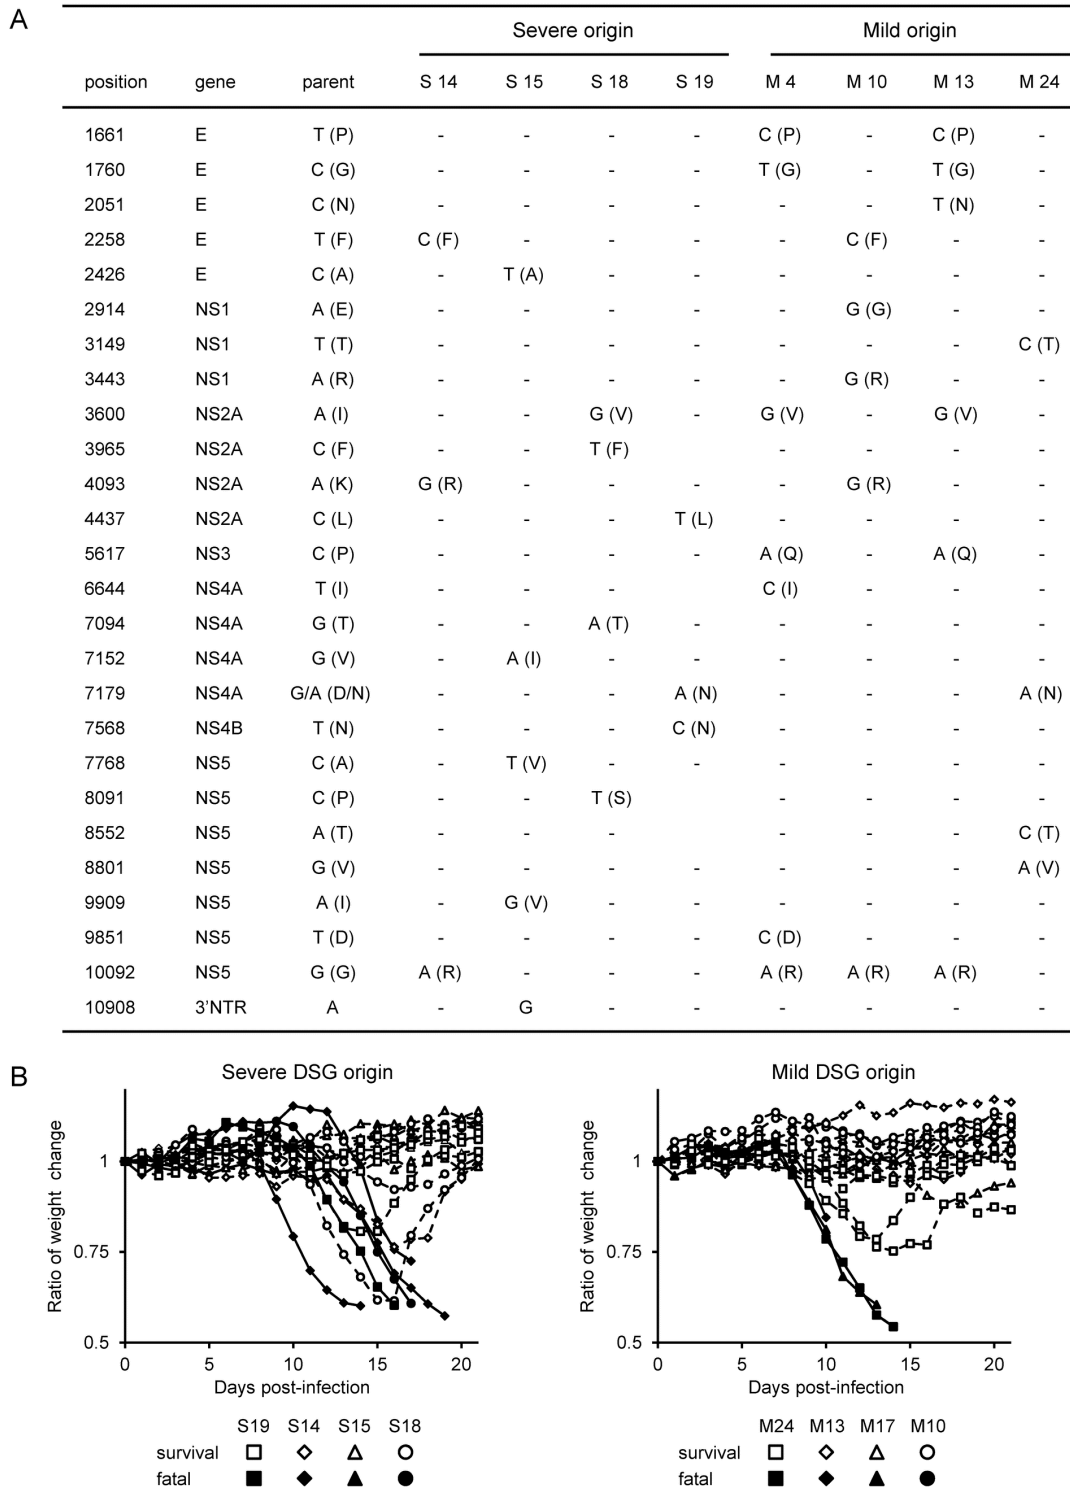 A
Severe origin Mild origin
position gene parent S 14 S 15 S 18 S 19 M 4 M 10 M 13 M 24
1661 E T (P) - - - - C (P) - C (P) -
1760 E C (G) - - - - T (G) - T (G) -
2051 E C (N) - - - - - - T (N) -
2258 E T (F) C (F) - - - - C (F) - -
2426 E C (A) - T (A) - - - - - -
2914 NS1 A (E) - - - - - G (G) - -
3149 NS1 T (T) - - - - - - - C (T)
3443 NS1 A (R) - - - - - G (R) - -
3600 NS2A A (I) - - G (V) - G (V) - G (V) -
3965 NS2A C (F) - - T (F) - - - -
4093 NS2A A (K) G (R) - - - - G (R) - -
4437 NS2A C (L) - - - T (L) - - - -
5617 NS3 C (P) - - - - A (Q) - A (Q) -
6644 NS4A T (I) - - - C (I) - - -
7094 NS4A G (T) - - A (T) - - - - -
7152 NS4A G (V) - A (I) - - - - - -
7179 NS4A G/A (D/N) - - - A (N) - - - A (N)
7568 NS4B T (N) - - - C (N) - - - -
7768 NS5 C (A) - T (V) - - - - - -
8091 NS5 C (P) - - T (S) - - - -
8552 NS5 A (T) - - - - - - C (T)
8801 NS5 G (V) - - - - - - - A (V)
9909 NS5 A (I) - G (V) - - - - - -
9851 NS5 T (D) - - - - C (D) - - -
10092 NS5 G (G) A (R) - - - A (R) A (R) A (R) -
10908 3’NTR A - G - - - - - -
B
Severe DSG origin Mild DSG origin
Ratio of weight change
1
0.75
0.5
0 5 10 15 20
Days post-infection
S19 S14 S15 S18
survival
fatal
Ratio of weight change
1
0.75
0.5
0 5 10 15 20
Days post-infection
M24 M13 M17 M10
survival
fatal